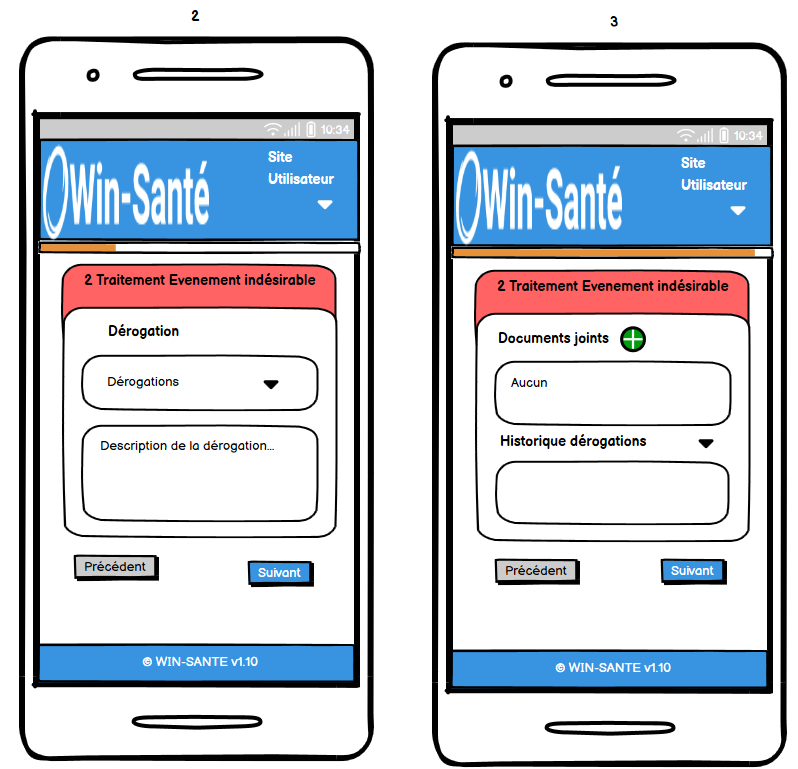 2
10:34
Win-Santé
Site
Utilisateur
2 Traitement Evenement indésirable
Dérogation
Dérogations
Description de la dérogation...
Précédent
Suivant
© WIN-SANTE v1.10
3
10:34
Win-Santé
Site
Utilisateur
2 Traitement Evenement indésirable
Documents joints
Aucun
Historique dérogations
Précédent
Suivant
© WIN-SANTE v1.10